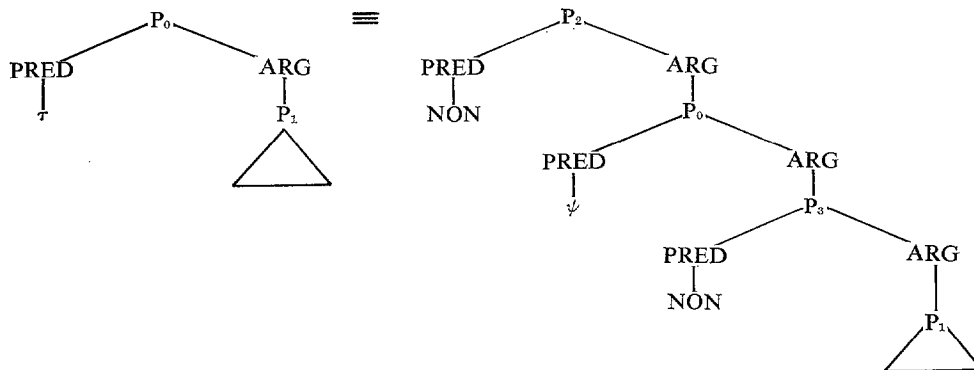 P₀ ≡ P₂
PRED ARG PRED ARG
τ P₁ NON P₀
PRED ARG
ψ P₃
PRED ARG
NON P₁